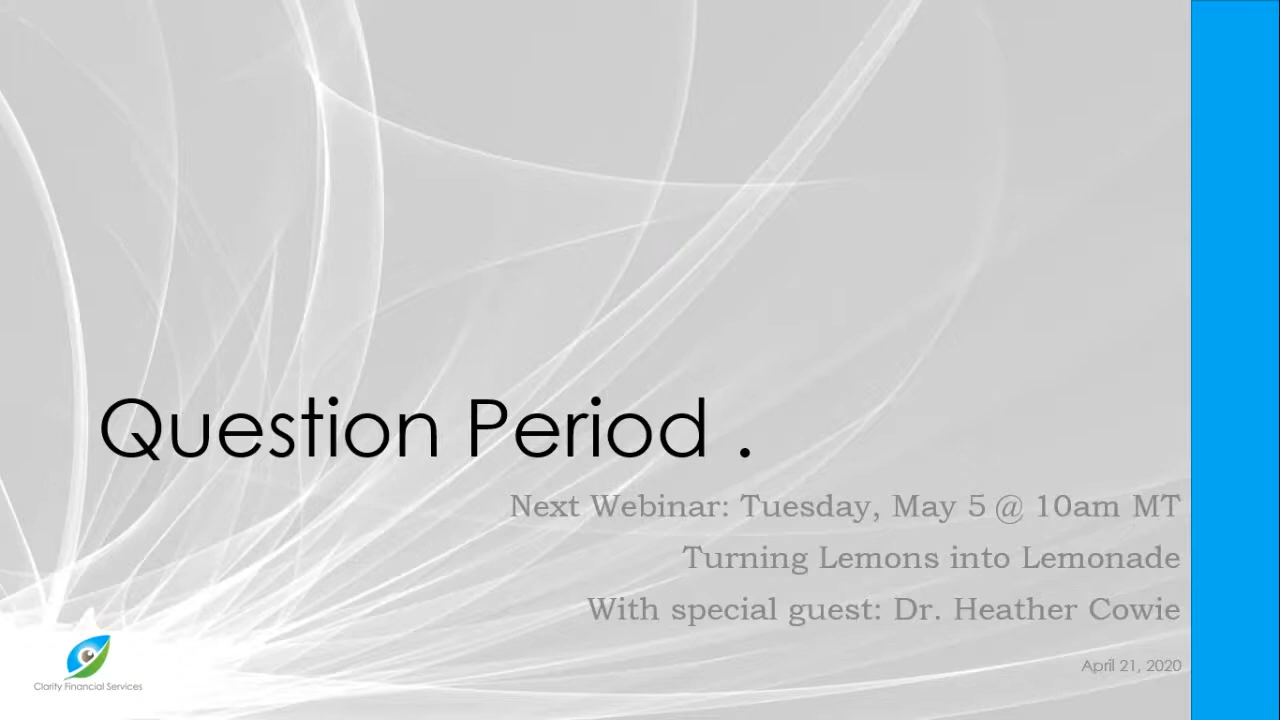 Question Period .
Next Webinar: Tuesday, May 5 @ 10am MT
Turning Lemons into Lemonade
With special guest: Dr. Heather Cowie
April 21, 2020
Clarity Financial Services